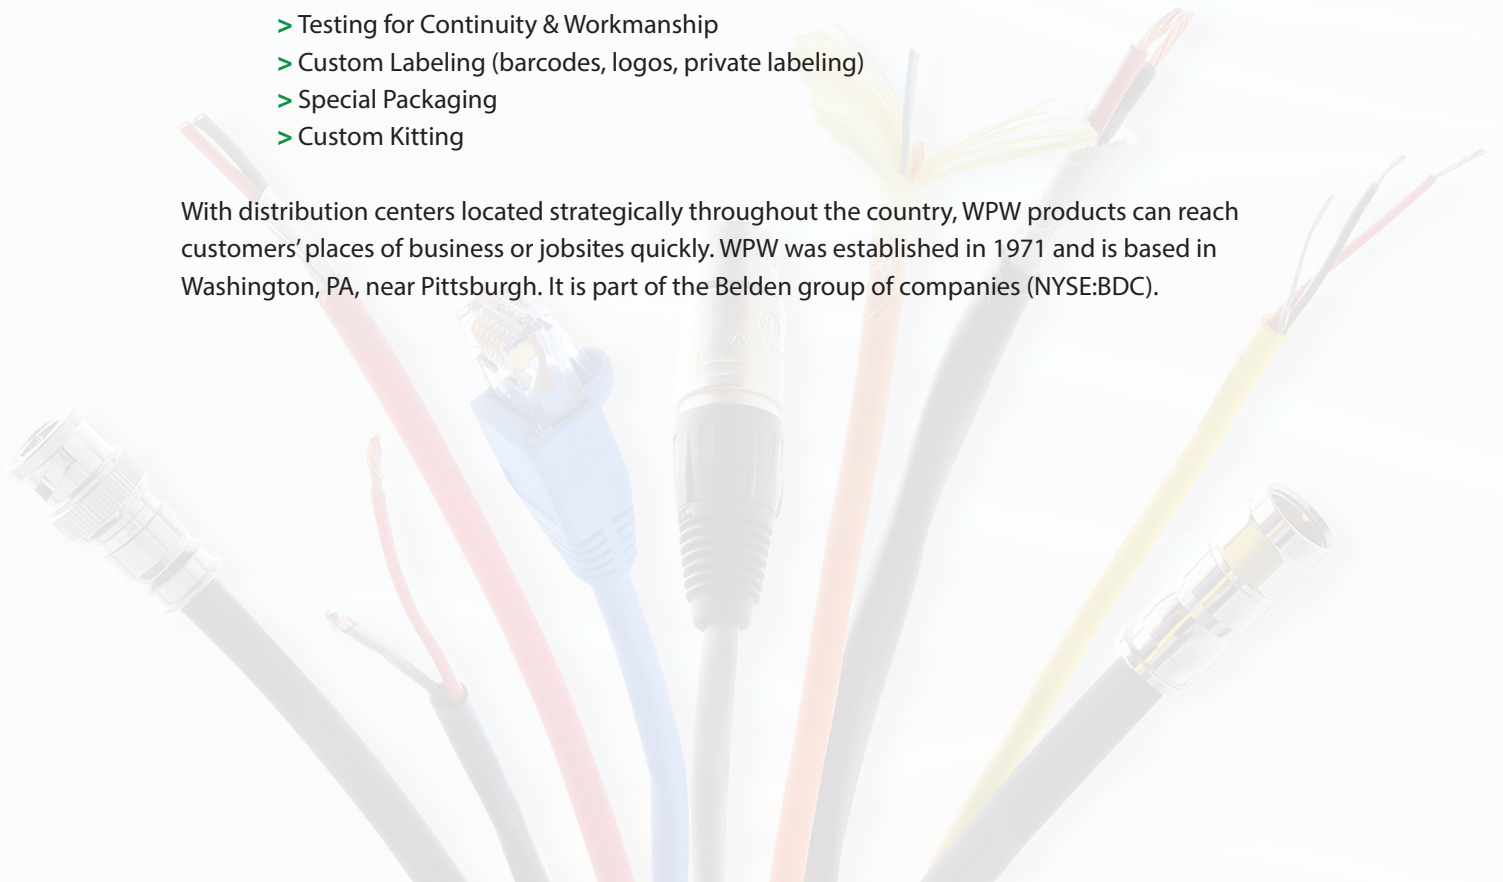 > Testing for Continuity & Workmanship
> Custom Labeling (barcodes, logos, private labeling)
> Special Packaging
> Custom Kitting
With distribution centers located strategically throughout the country, WPW products can reach
customers’ places of business or jobsites quickly. WPW was established in 1971 and is based in
Washington, PA, near Pittsburgh. It is part of the Belden group of companies (NYSE:BDC).